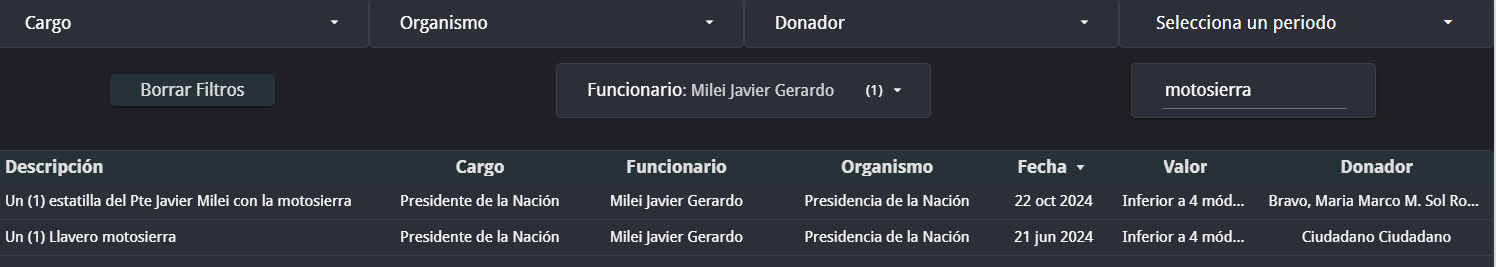 Cargo Organismo Donador Selecciona un periodo
Borrar Filtros Funcionario: Milei Javier Gerardo (1) motosierra
Descripción Cargo Funcionario Organismo Fecha Valor Donador
Un (1) estatilla del Pte Javier Milei con la motosierra Presidente de la Nación Milei Javier Gerardo Presidencia de la Nación 22 oct 2024 Inferior a 4 mód... Bravo, Maria Marco M. Sol Ro...
Un (1) Llavero motosierra Presidente de la Nación Milei Javier Gerardo Presidencia de la Nación 21 jun 2024 Inferior a 4 mód... Ciudadano Ciudadano